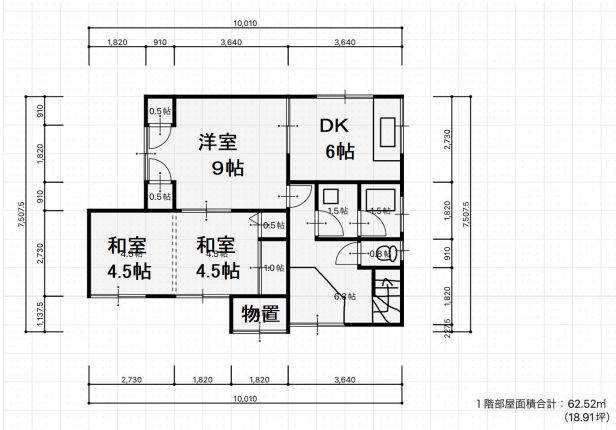 10,010
1,820 910 3,640 3,640
910
1,820
910
2,730
1,137.5
7,507.5
0.5帖
洋室
9帖
0.5帖
DK
6帖
1.5帖
1.5帖
0.5帖
和室
4.5帖
和室
4.5帖
1.0帖
0.8帖
物置
2,730
1,820
910
1,820
227.5
7,507.5
2,730 1,820 1,820 3,640
10,010
1階部屋面積合計：62.52㎡
（18.91坪）